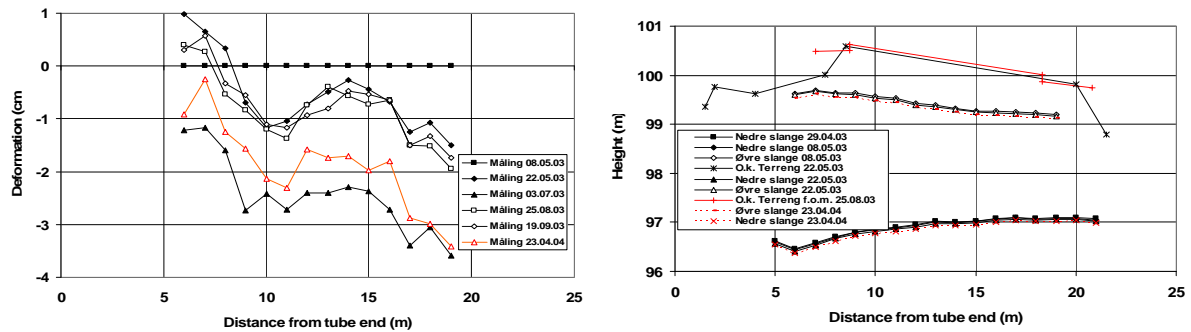 1
0
-1
-2
-3
-4
Deformation (cm
0
5
10
15
20
25
Distance from tube end (m)
Måling 08.05.03
Måling 22.05.03
Måling 03.07.03
Måling 25.08.03
Måling 19.09.03
Måling 23.04.04
101
100
99
98
97
96
Height (m)
0
5
10
15
20
25
Distance from tube end (m)
Nedre slange 29.04.03
Nedre slange 08.05.03
Øvre slange 08.05.03
O.k. Terreng 22.05.03
Nedre slange 22.05.03
Øvre slange 22.05.03
O.k. Terreng f.o.m. 25.08.03
Øvre slange 23.04.04
Nedre slange 23.04.04